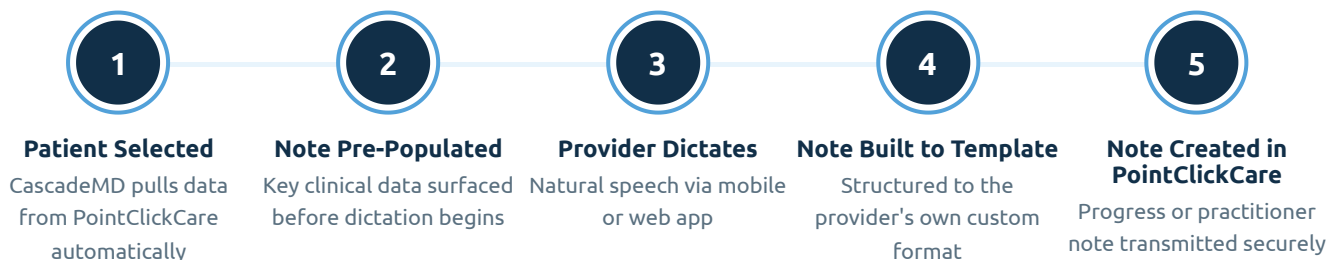 1
Patient Selected
CascadeMD pulls data
from PointClickCare
automatically
2
Note Pre-Populated
Key clinical data surfaced
before dictation begins
3
Provider Dictates
Natural speech via mobile
or web app
4
Note Built to Template
Structured to the
provider's own custom
format
5
Note Created in
PointClickCare
Progress or practitioner
note transmitted securely